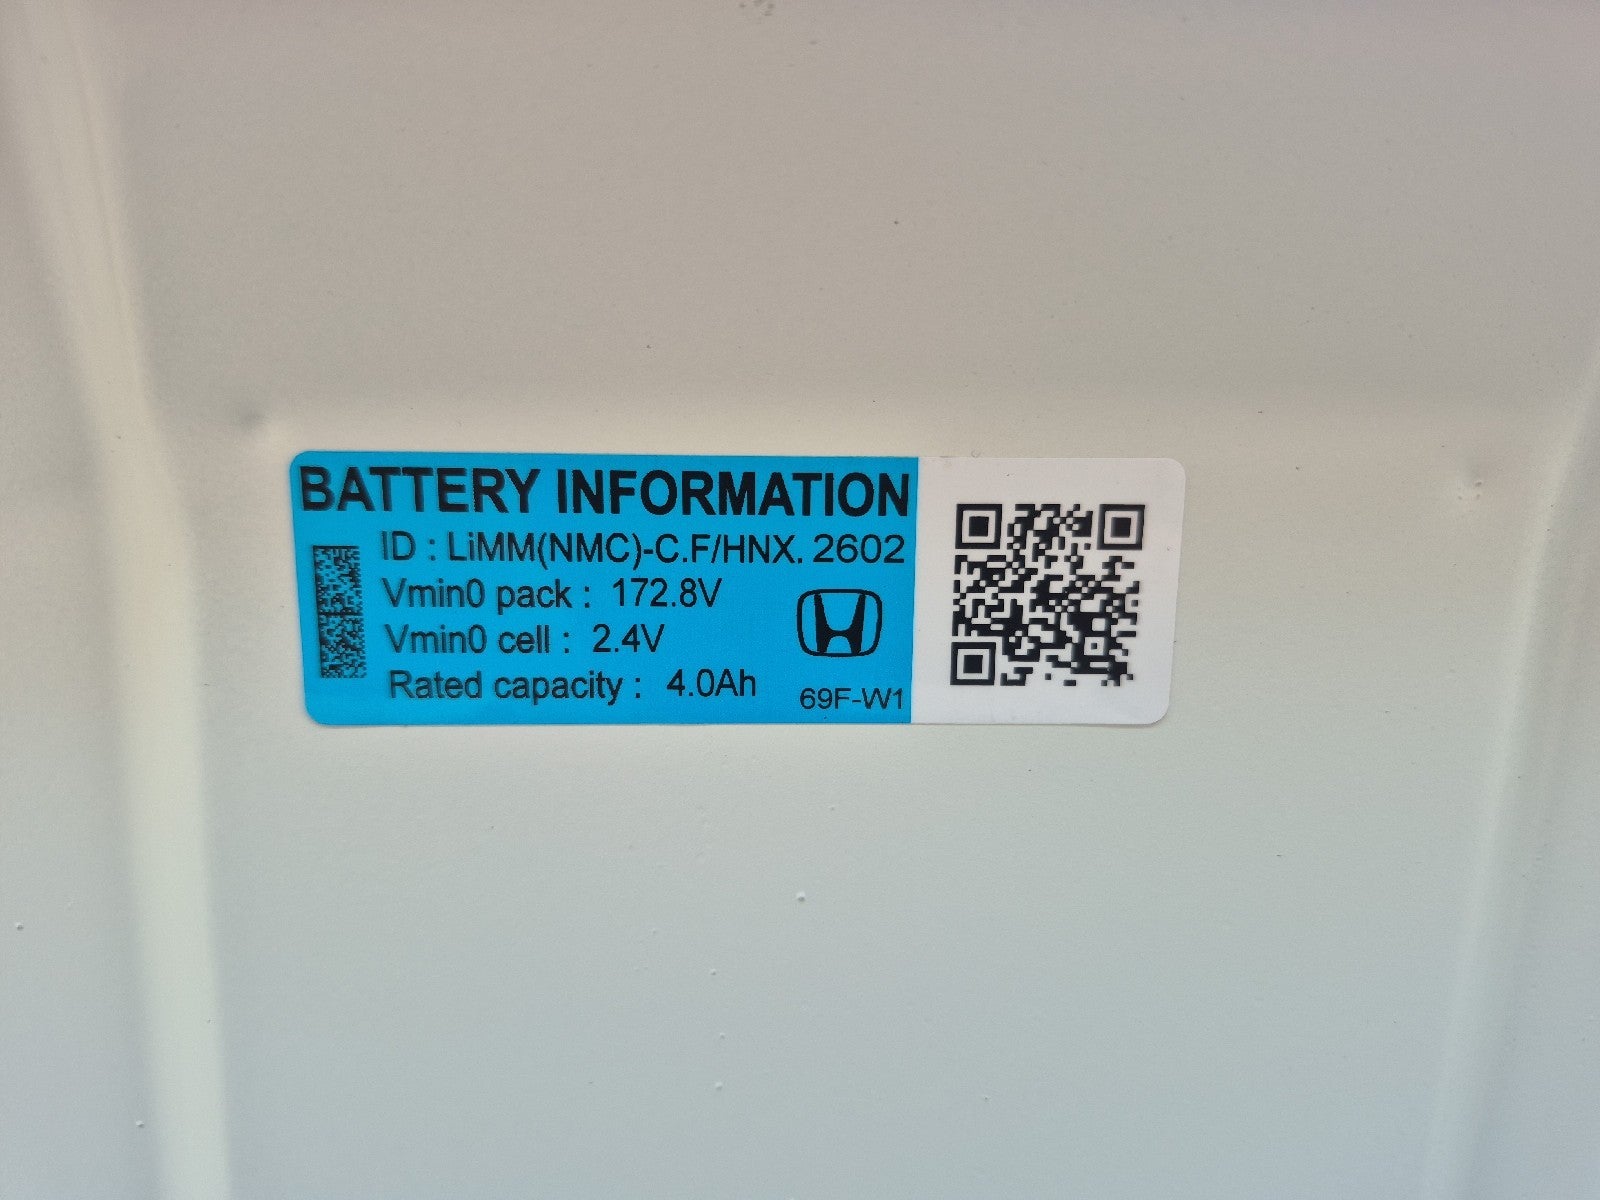 BATTERY INFORMATION
ID : LiMM(NMC)-C.F/HNX. 2602
Vmin0 pack : 172.8V
Vmin0 cell : 2.4V
Rated capacity : 4.0Ah
69F-W1